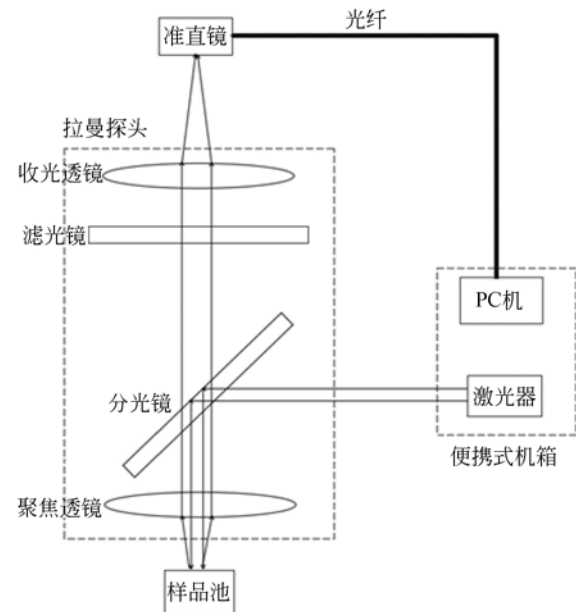 准直镜
光纤
拉曼探头
收光透镜
滤光镜
PC机
分光镜
激光器
便携式机箱
聚焦透镜
样品池